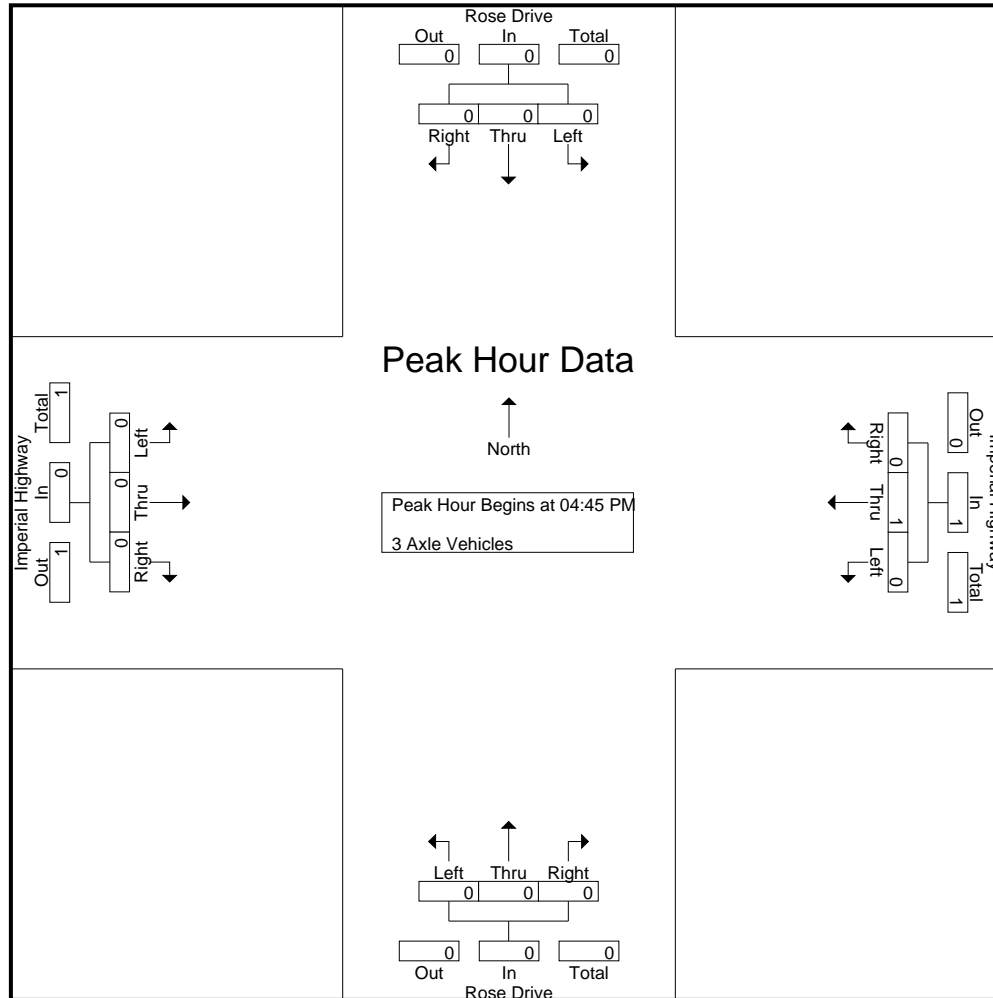 Rose Drive
Out In Total
0 0 0
0 0 0
Right Thru Left
Peak Hour Data
North
Peak Hour Begins at 04:45 PM
3 Axle Vehicles
Imperial Highway
Out In Total
1 0 1
0 0 0
Left Thru Right
Imperial Highway
Out In Total
0 1 1
0 1 0
Right Thru Left
Left Thru Right
0 0 0
0 0 0
Out In Total
Rose Drive